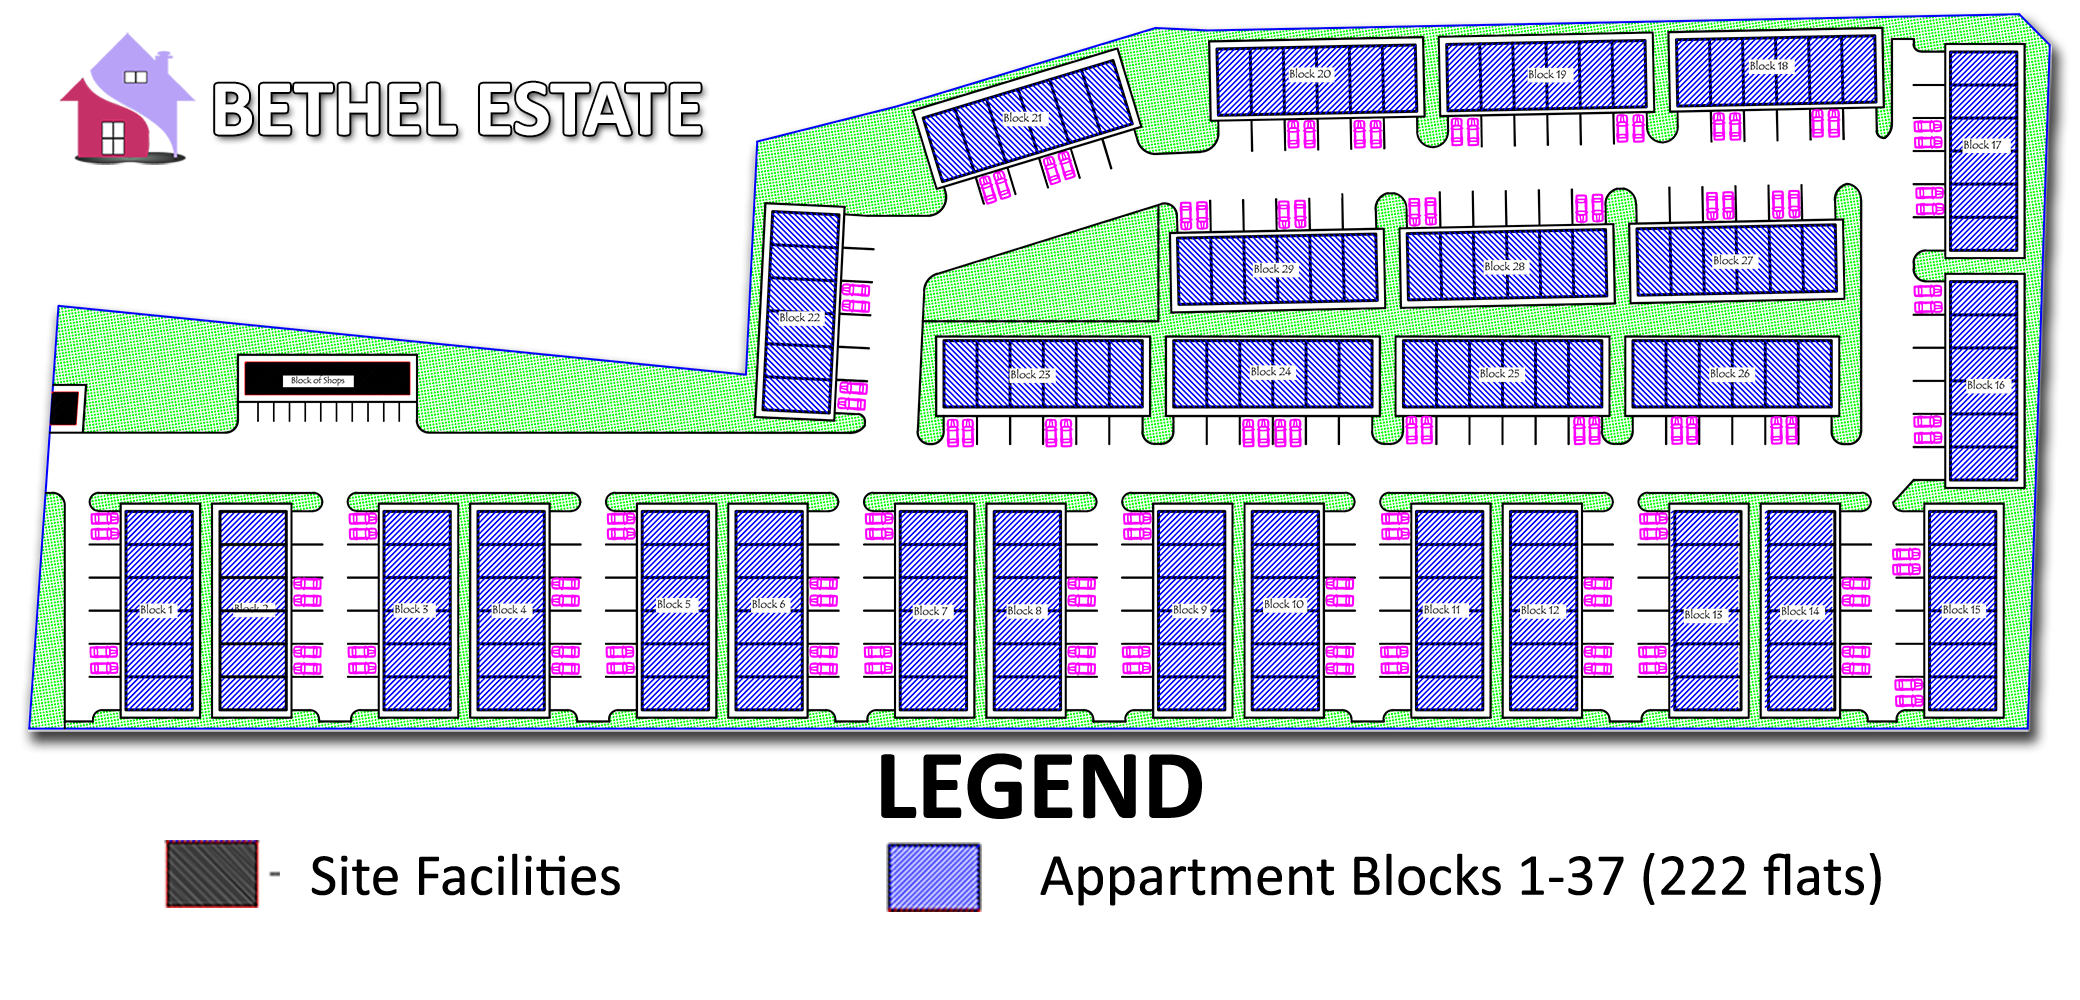 BETHEL ESTATE
Block 20
Block 19
Block 18
Block 21
Block 17
Block 29
Block 28
Block 27
Block 22
Block of Shops
Block 23
Block 24
Block 25
Block 26
Block 16
Block 1
Block 2
Block 3
Block 4
Block 5
Block 6
Block 7
Block 8
Block 9
Block 10
Block 11
Block 12
Block 13
Block 14
Block 15
LEGEND
- Site Facilities
Appartment Blocks 1-37 (222 flats)